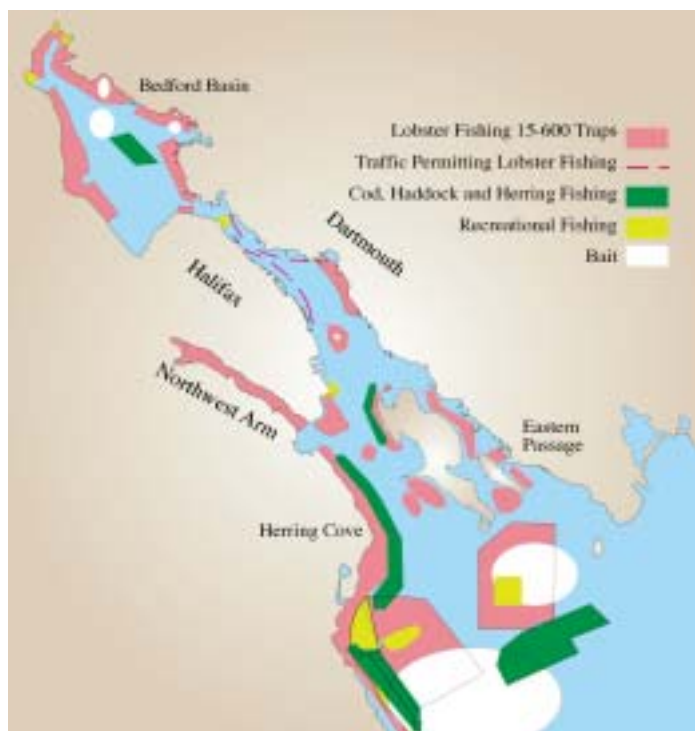 Bedford Basin
Lobster Fishing 15-600 Traps
Traffic Permitting Lobster Fishing
Cod, Haddock and Herring Fishing
Recreational Fishing
Bait
Dartmouth
Halifax
Northwest Arm
Eastern
Passage
Herring Cove